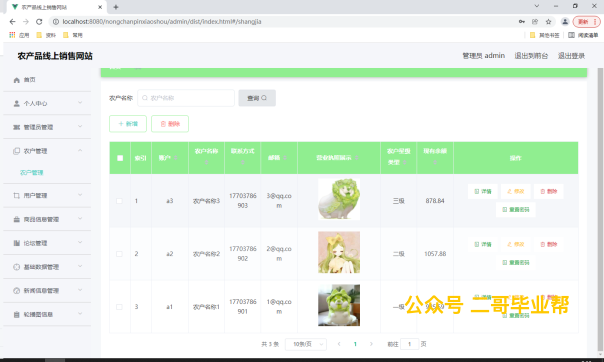 农产品线上销售网站
localhost:8080/nongchanpinxiaoshou/admin/dist/index.html#/shangjia
更新
应用 资料 常用 其他书签 阅读清单
农产品线上销售网站 管理员 admin 退出到前台 退出登录
首页
个人中心
管理员管理
农户管理
农户管理
用户管理
商品信息管理
论坛管理
基础数据管理
新闻信息管理
轮播图信息
农户名称 农户名称 查询
新增 删除
索引 账户 农户名称 联系方式 邮箱 营业执照展示 农户星级类型 现有余额 操作
1 a3 农户名称3 17703786903 3@qq.com 三级 878.84 详情 修改 删除 重置密码
2 a2 农户名称2 17703786902 2@qq.com 二级 1057.88 详情 修改 删除 重置密码
3 a1 农户名称1 17703786901 1@qq.com 一级 详情 删除
公众号 二哥毕业帮
共 3 条 10条/页 1 前往 1 页